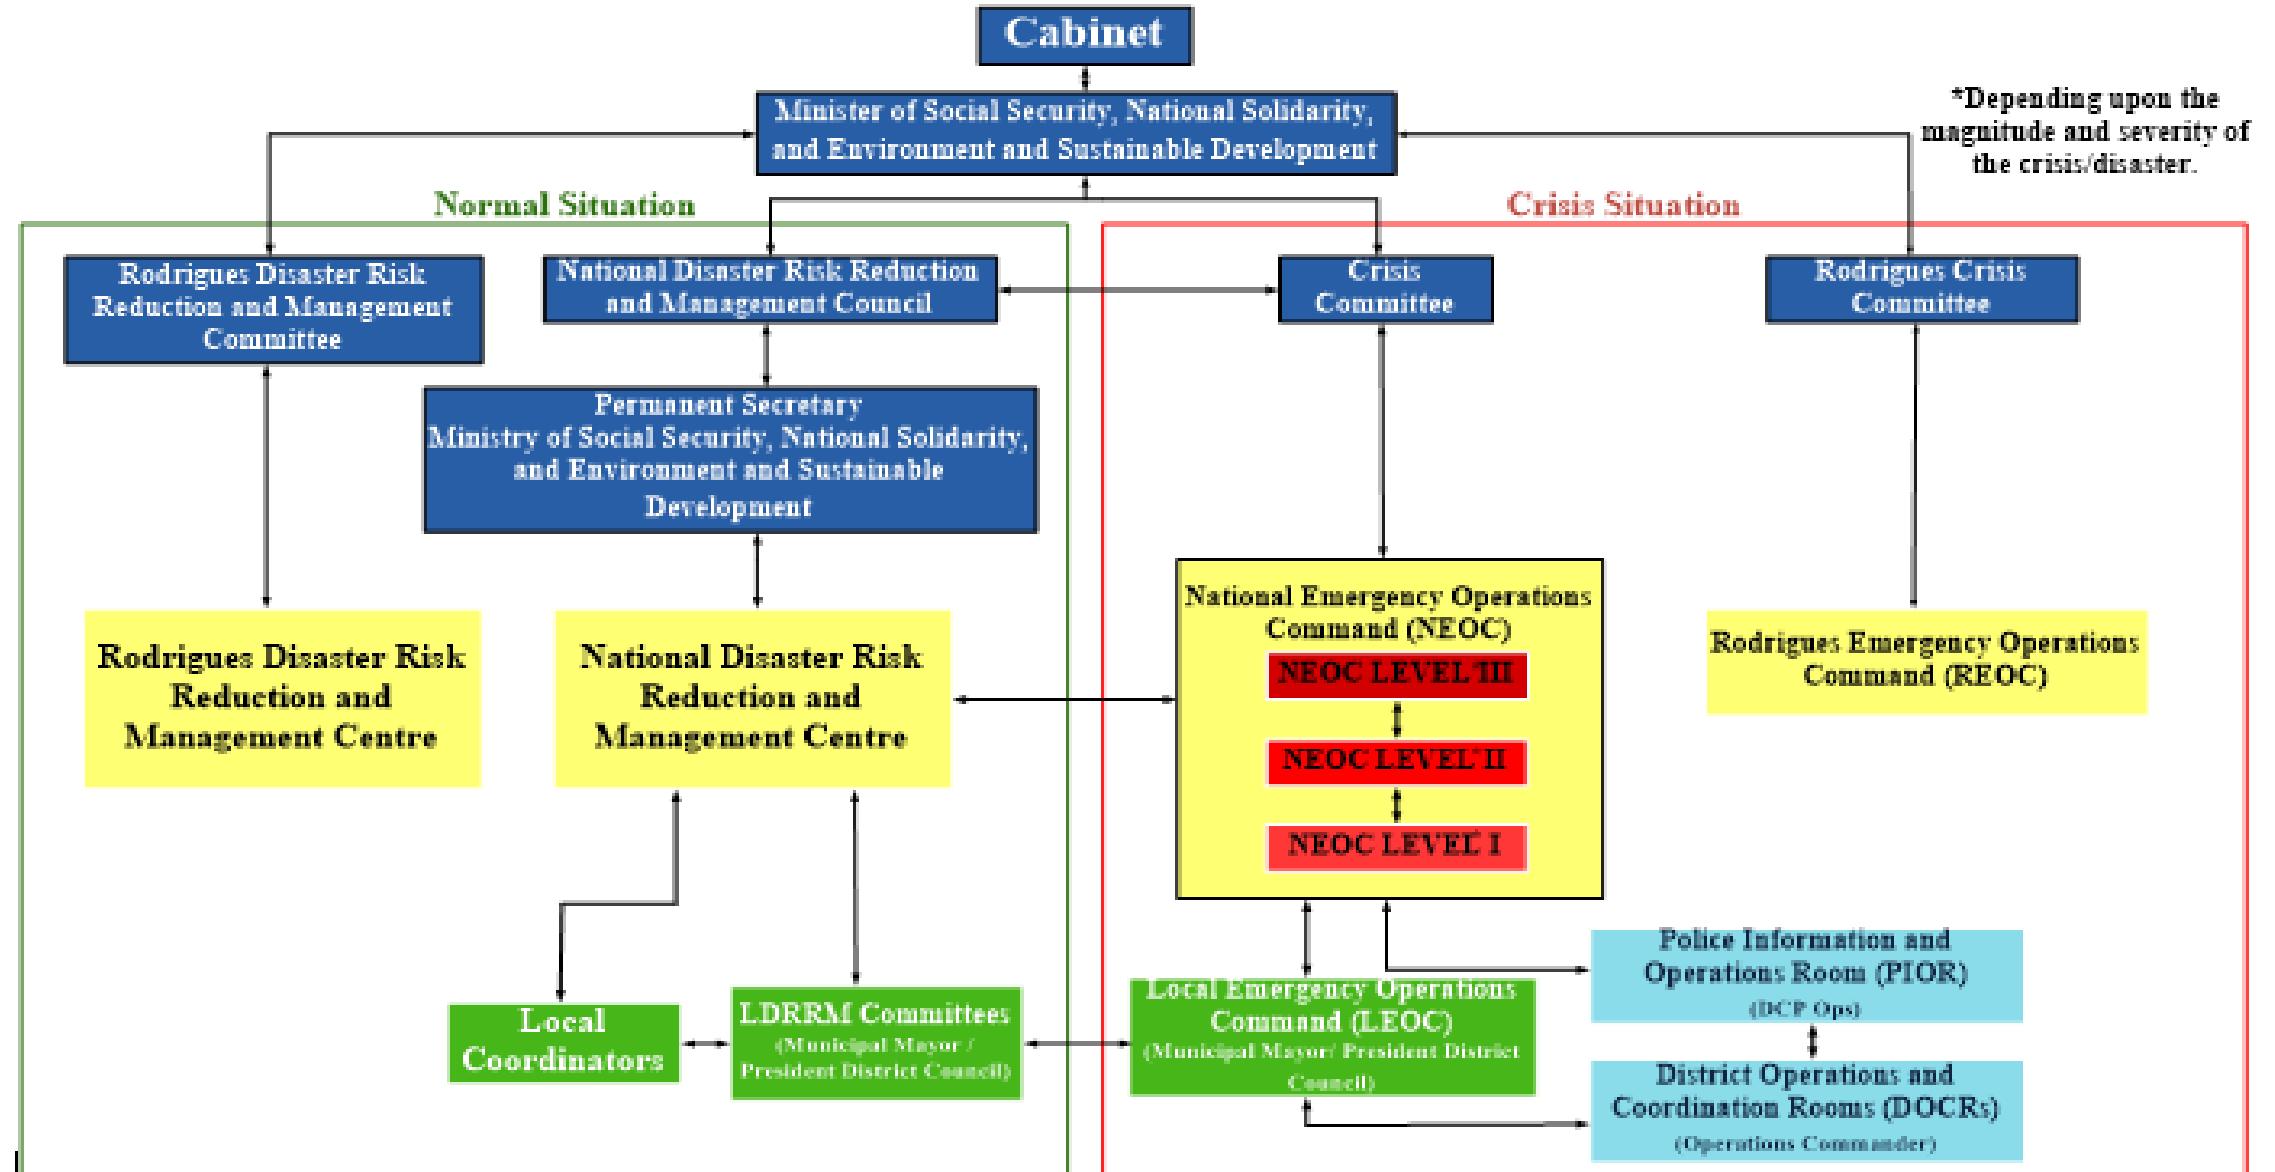 Cabinet
Minister of Social Security, National Solidarity,
and Environment and Sustainable Development
*Depending upon the
magnitude and severity of
the crisis/disaster.
Normal Situation
Crisis Situation
Rodrigues Disaster Risk
Reduction and Management
Committee
National Disaster Risk Reduction
and Management Council
Crisis
Committee
Rodrigues Crisis
Committee
Permanent Secretary
Ministry of Social Security, National Solidarity,
and Environment and Sustainable
Development
Rodrigues Disaster Risk
Reduction and
Management Centre
National Disaster Risk
Reduction and
Management Centre
National Emergency Operations
Command (NEOC)
NEOC LEVEL*III
NEOC LEVEL*II
NEOC LEVEL*I
Rodrigues Emergency Operations
Command (REOC)
Local
Coordinators
LDRRM Committees
(Municipal Mayor /
President District Council)
Local Emergency Operations
Command (LEOC)
(Municipal Mayor/ President District
Council)
Police Information and
Operations Room (PIOR)
(DCP Ops)
District Operations and
Coordination Rooms (DOCRs)
(Operations Commander)